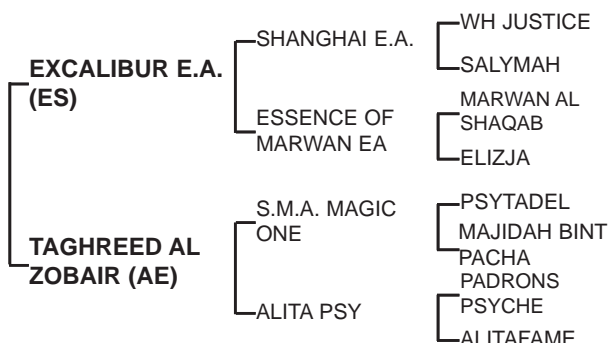 EXCALIBUR E.A.
(ES)
TAGHREED AL
ZOBAIR (AE)
SHANGHAI E.A.
ESSENCE OF
MARWAN EA
S.M.A. MAGIC
ONE
ALITA PSY
WH JUSTICE
SALYMAH
MARWAN AL
SHAQAB
ELIZJA
PSYTADEL
MAJIDAH BINT
PACHA
PADRONS
PSYCHE
ALITAFAME